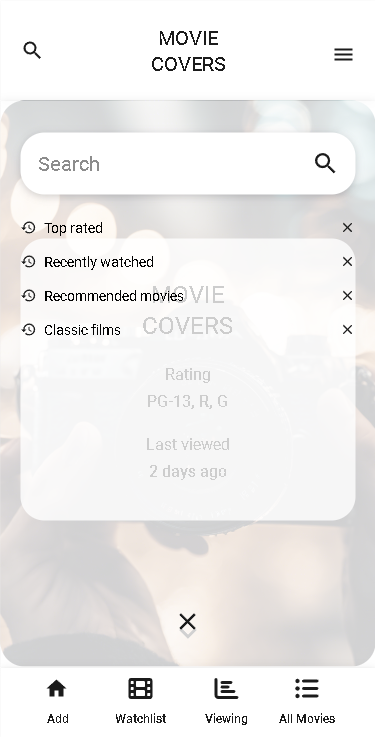 MOVIE
COVERS
Search
Top rated
Recently watched
Recommended movies
Classic films
MOVIE
COVERS
Rating
PG-13, R, G
Last viewed
2 days ago
Add
Watchlist
Viewing
All Movies